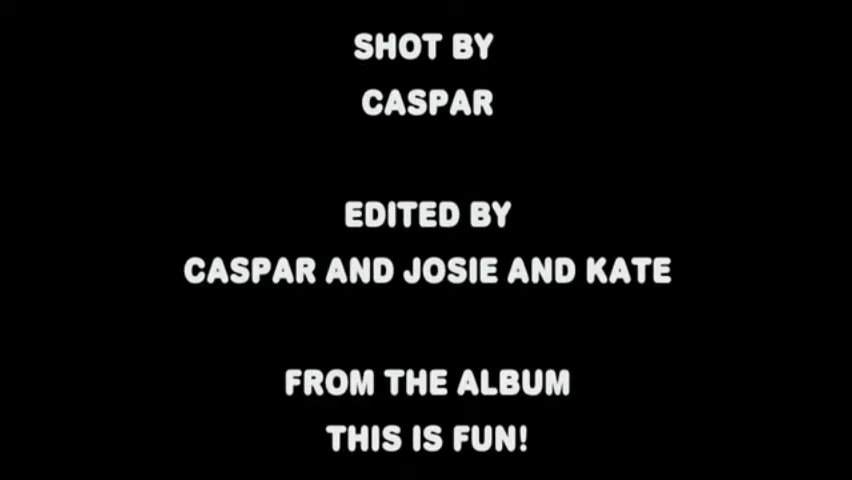 SHOT BY
CASPAR
EDITED BY
CASPAR AND JOSIE AND KATE
FROM THE ALBUM
THIS IS FUN!